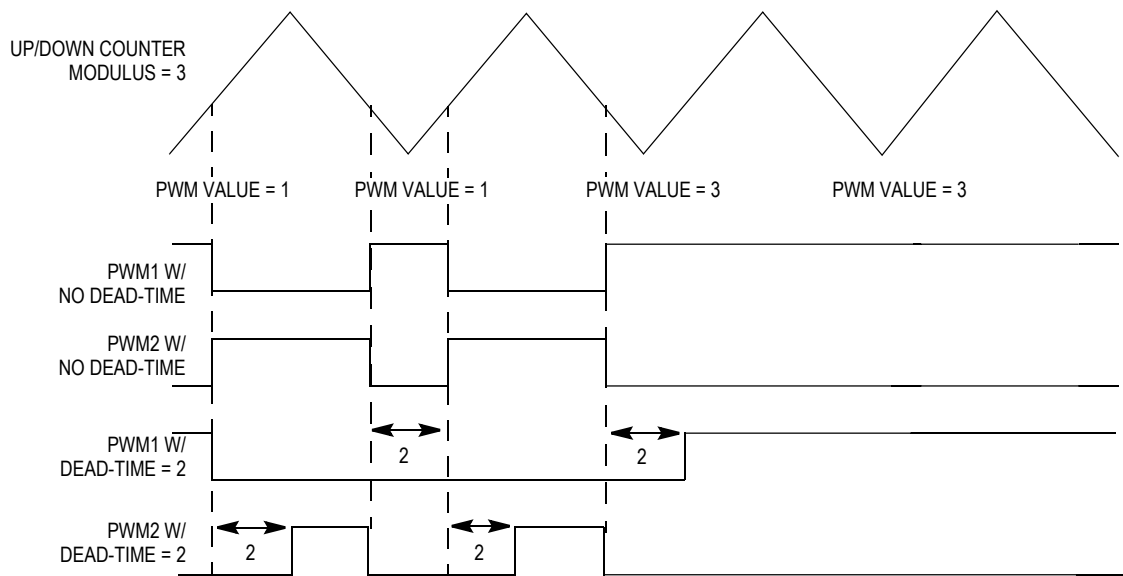 UP/DOWN COUNTER
MODULUS = 3
PWM VALUE = 1
PWM VALUE = 1
PWM VALUE = 3
PWM VALUE = 3
PWM1 W/
NO DEAD-TIME
PWM2 W/
NO DEAD-TIME
PWM1 W/
DEAD-TIME = 2
2
2
PWM2 W/
DEAD-TIME = 2
2
2